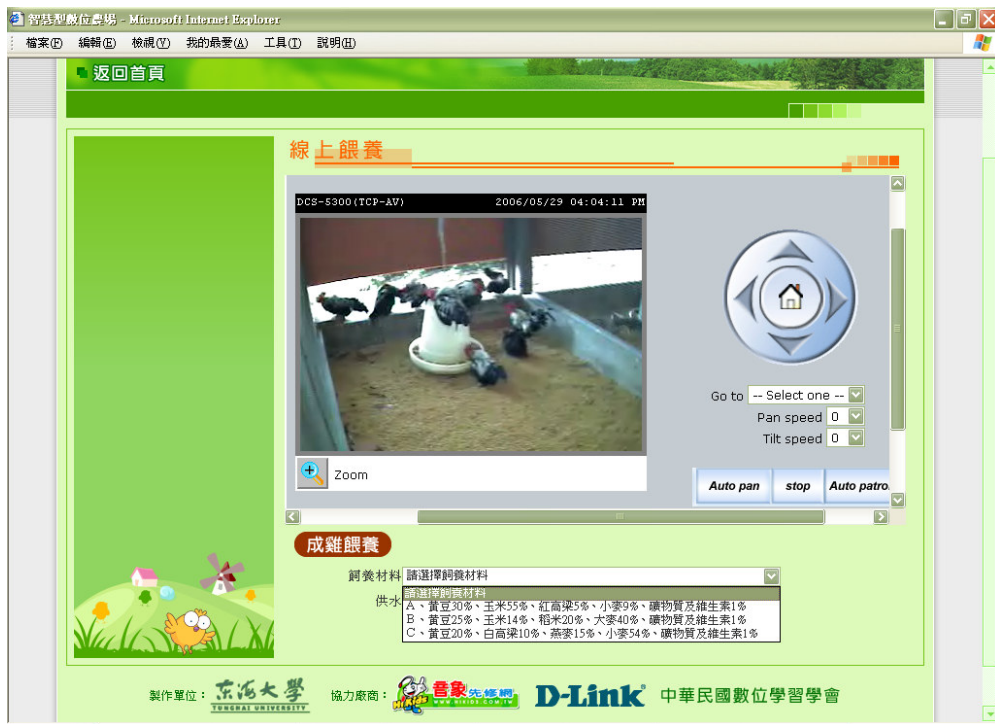 智慧型數位農場 - Microsoft Internet Explorer
檔案(F) 編輯(E) 檢視(V) 我的最愛(A) 工具(T) 說明(H)
返回首頁
線上餵養
DCS-5300(TCP-AV) 2006/05/29 04:04:11 PM
Go to -- Select one --
Pan speed 0
Tilt speed 0
Zoom
Auto pan stop Auto patro
成雞餵養
飼養材料 請選擇飼養材料
供水
請選擇飼養材料
A、黃豆30%、玉米55%、紅高粱5%、小麥9%、礦物質及維生素1%
B、黃豆25%、玉米14%、稻米20%、大麥40%、礦物質及維生素1%
C、黃豆20%、白高梁10%、燕麥15%、小麥54%、礦物質及維生素1%
製作單位： 东海大學 TUNGHAI UNIVERSITY 協力廠商： 音象先修網 WWW.HIKIDS.COM.TW D-Link 中華民國數位學習學會